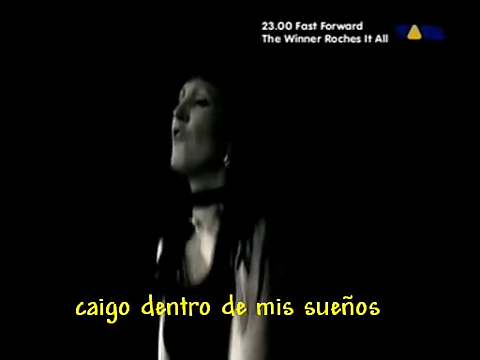 23.00 Fast Forward
The Winner Roches It All
caigo dentro de mis sueños